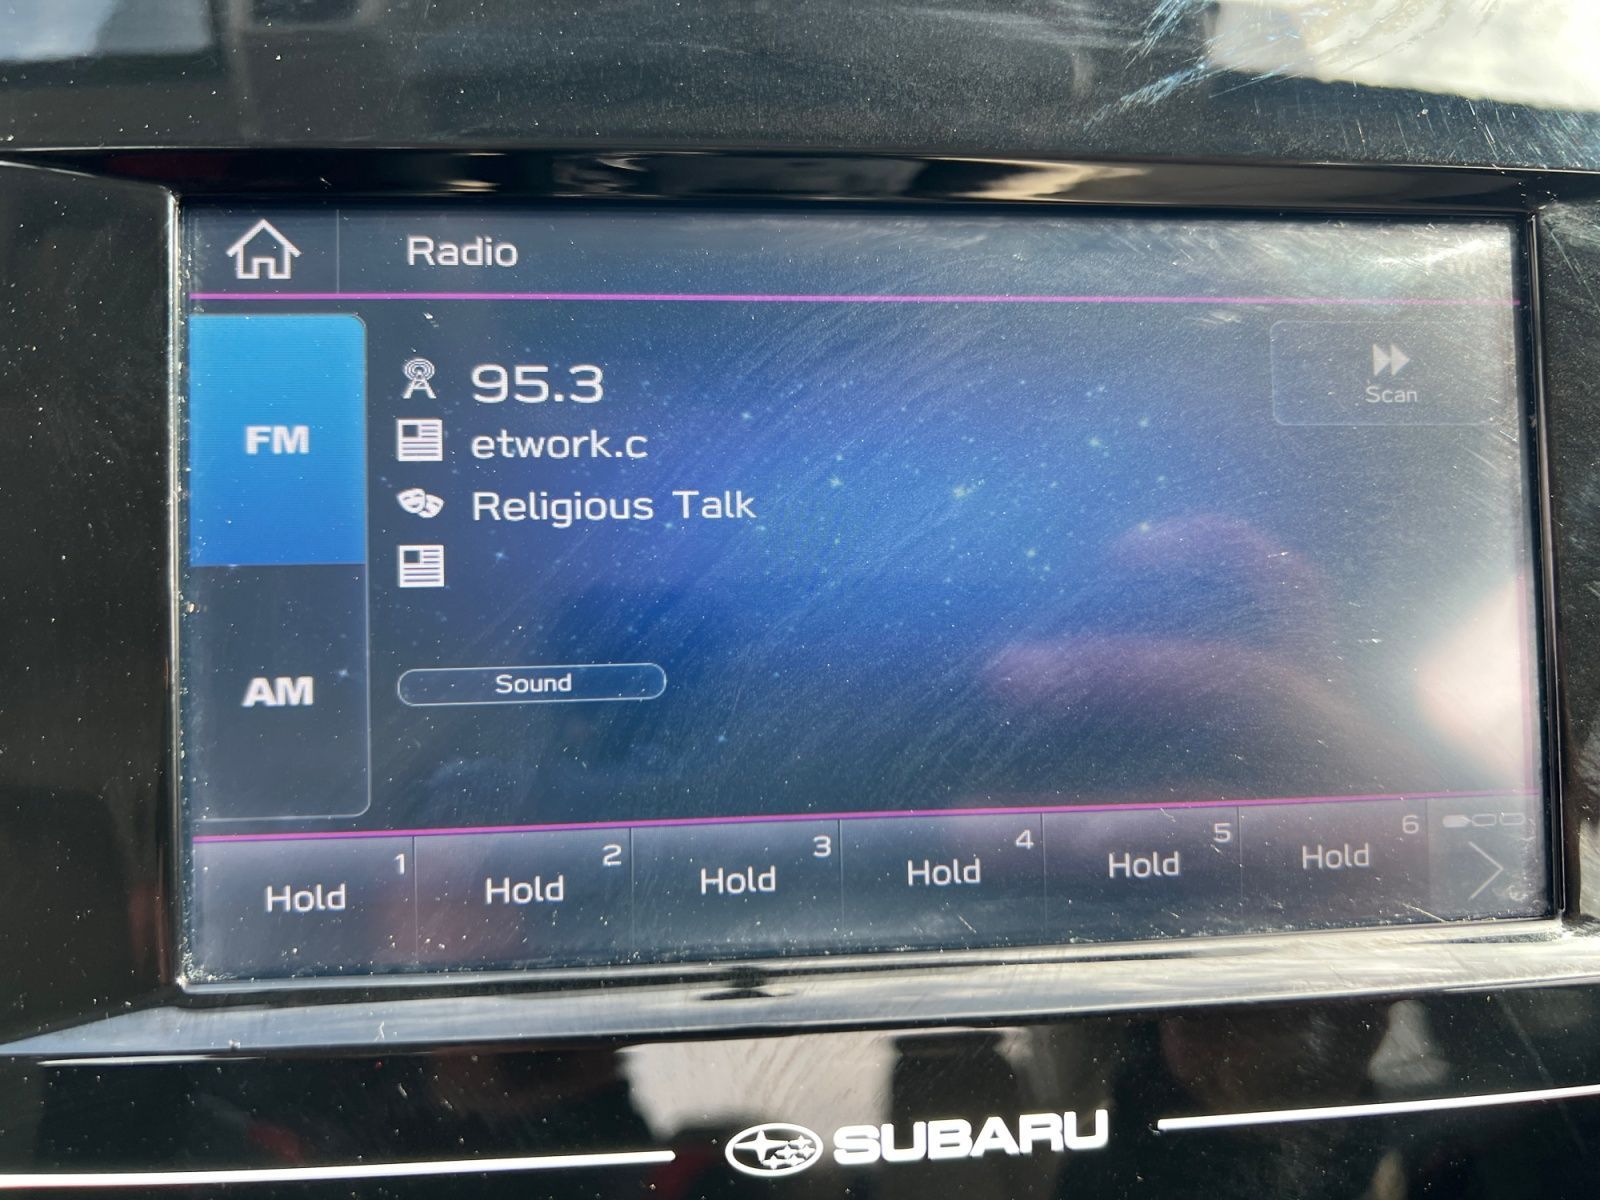 Radio
FM
95.3
etwork.c
Religious Talk
Scan
AM
Sound
1 2 3 4 5 6
Hold Hold Hold Hold Hold Hold
SUBARU